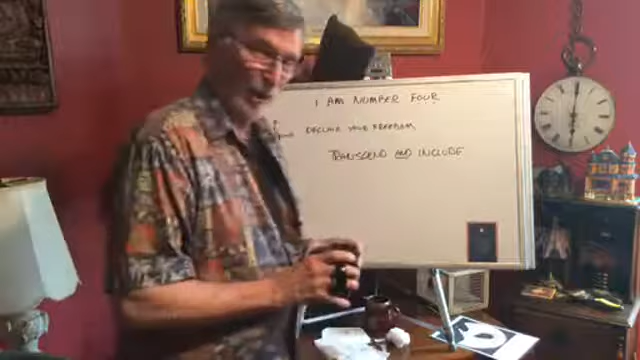 I AM NUMBER FOUR
DECLARE YOUR FREEDOM
TRANSCEND AND INCLUDE